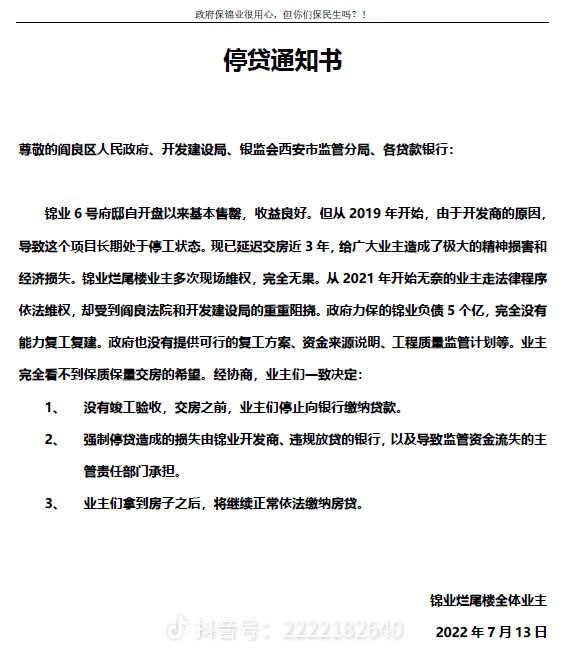 政府保锦业很用心，但你们保民生吗？！
停贷通知书
尊敬的阎良区人民政府、开发建设局、银监会西安市监管分局、各贷款银行：
锦业 6 号府邸自开盘以来基本售罄，收益良好。但从 2019 年开始，由于开发商的原因，
导致这个项目长期处于停工状态。现已延迟交房近 3 年，给广大业主造成了极大的精神损害和
经济损失。锦业烂尾楼业主多次现场维权，完全无果。从 2021 年开始无奈的业主走法律程序
依法维权，却受到阎良法院和开发建设局的重重阻挠。政府力保的锦业负债 5 个亿，完全没有
能力复工复建。政府也没有提供可行的复工方案、资金来源说明、工程质量监管计划等。业主
完全看不到保质保量交房的希望。经协商，业主们一致决定：
1、 没有竣工验收，交房之前，业主们停止向银行缴纳贷款。
2、 强制停贷造成的损失由锦业开发商、违规放贷的银行，以及导致监管资金流失的主
管责任部门承担。
3、 业主们拿到房子之后，将继续正常依法缴纳房贷。
锦业烂尾楼全体业主
抖音号：2222182640
2022 年 7 月 13 日